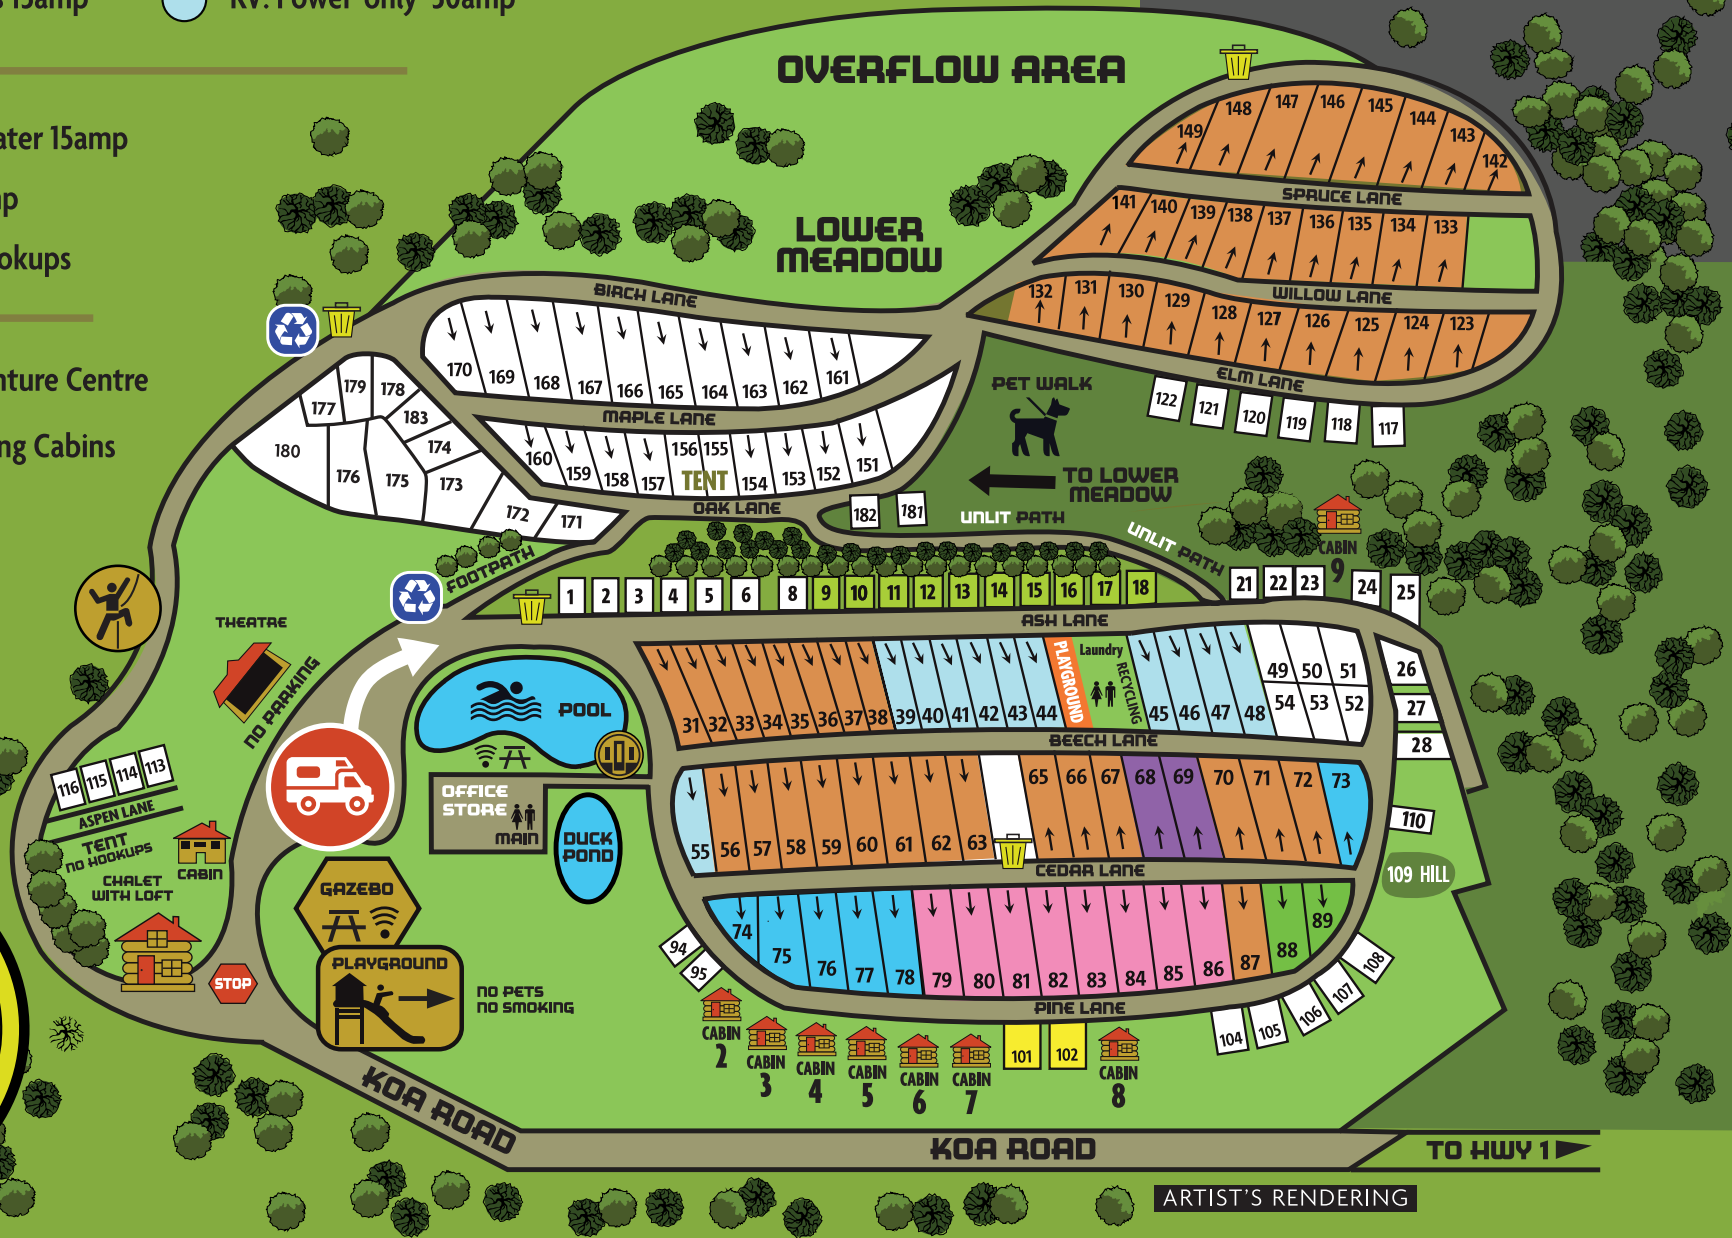 15amp
RV: Power Only 30amp
ater 15amp
okups
nture Centre
ng Cabins
OVERFLOW AREA
LOWER
MEADOW
149 148 147 146 145 144 143 142
SPRUCE LANE
141 140 139 138 137 136 135 134 133
WILLOW LANE
132 131 130 129 128 127 126 125 124 123
ELM LANE
122 121 120 119 118 117
BIRCH LANE
170 169 168 167 166 165 164 163 162 161
MAPLE LANE
160 159 158 157 156 155 154 153 152 151
TENT
OAK LANE
179 178
177 183
180 176 175 174
173
172 171
182 181
PET WALK
TO LOWER
MEADOW
UNLIT PATH
UNLIT PATH
CABIN
9
FOOTPATH
1 2 3 4 5 6 8 9 10 11 12 13 14 15 16 17 18
21 22 23 24 25
ASH LANE
THEATRE
NO PARKING
POOL
31 32 33 34 35 36 37 38 39 40 41 42 43 44
PLAYGROUND
Laundry
RECYCLING
45 46 47 48
49 50 51
54 53 52
26
27
28
BEECH LANE
55 56 57 58 59 60 61 62 63
65 66 67 68 69 70 71 72 73
CEDAR LANE
110
109 HILL
OFFICE
STORE
MAIN
DUCK
POND
116 115 114 113
ASPEN LANE
TENT
NO HOOKUPS
CABIN
CHALET
WITH LOFT
STOP
GAZEBO
PLAYGROUND
NO PETS
NO SMOKING
74 75 76 77 78 79 80 81 82 83 84 85 86 87 88 89
94
95
PINE LANE
CABIN
2
CABIN
3
CABIN
4
CABIN
5
CABIN
6
CABIN
7
101 102
CABIN
8
104 105 106 107 108
KOA ROAD
KOA ROAD
TO HWY 1
ARTIST'S RENDERING